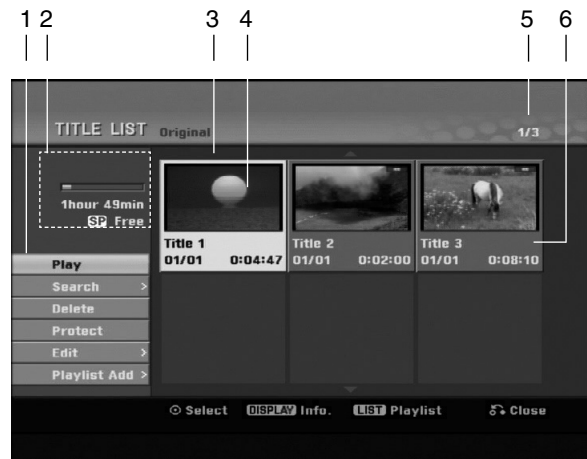 1 2 3 4 5 6
TITLE LIST Original 1/3
1hour 49min
SP Free
Title 1 Title 2 Title 3
01/01 0:04:47 01/01 0:02:00 01/01 0:08:10
Play
Search >
Delete
Protect
Edit >
Playlist Add >
Select DISPLAY Info. LIST Playlist Close